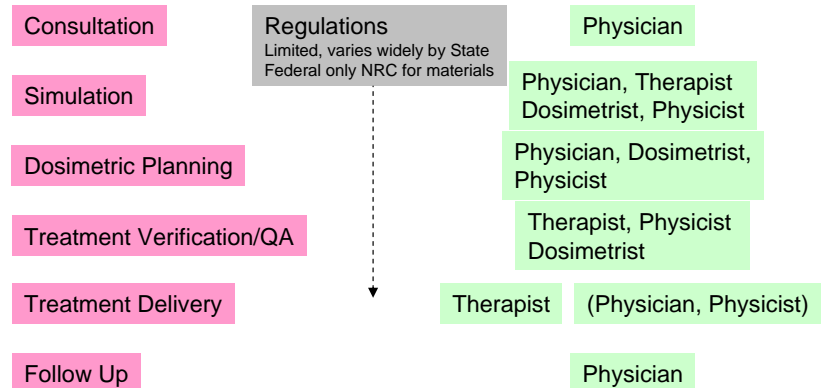 Consultation
Regulations
Limited, varies widely by State
Federal only NRC for materials
Physician
Simulation
Physician, Therapist
Dosimetrist, Physicist
Dosimetric Planning
Physician, Dosimetrist,
Physicist
Treatment Verification/QA
Therapist, Physicist
Dosimetrist
Treatment Delivery
Therapist
(Physician, Physicist)
Follow Up
Physician